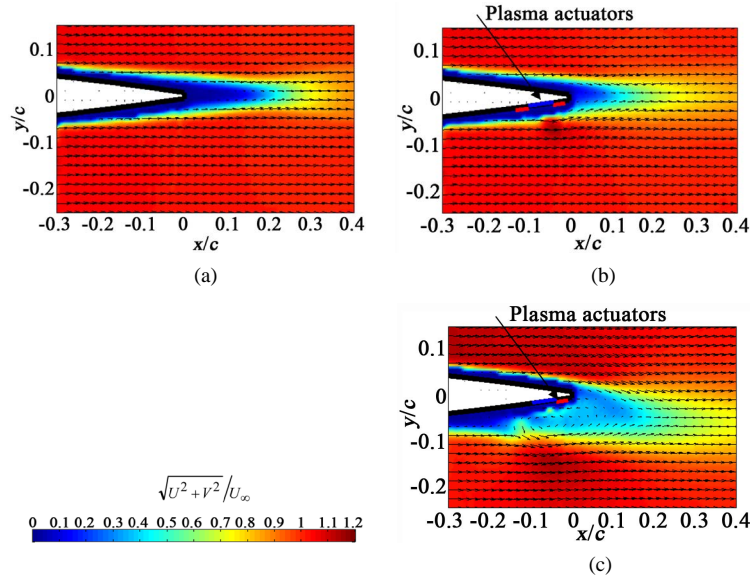 Plasma actuators
0.1
0
-0.1
-0.2
y/c
-0.3 -0.2 -0.1 0 0.1 0.2 0.3 0.4
x/c
(a)
0.1
0
-0.1
-0.2
y/c
-0.3 -0.2 -0.1 0 0.1 0.2 0.3 0.4
x/c
(b)
Plasma actuators
0.1
0
-0.1
-0.2
y/c
-0.3 -0.2 -0.1 0 0.1 0.2 0.3 0.4
x/c
(c)
√U² + V² / U∞
0 0.1 0.2 0.3 0.4 0.5 0.6 0.7 0.8 0.9 1 1.1 1.2